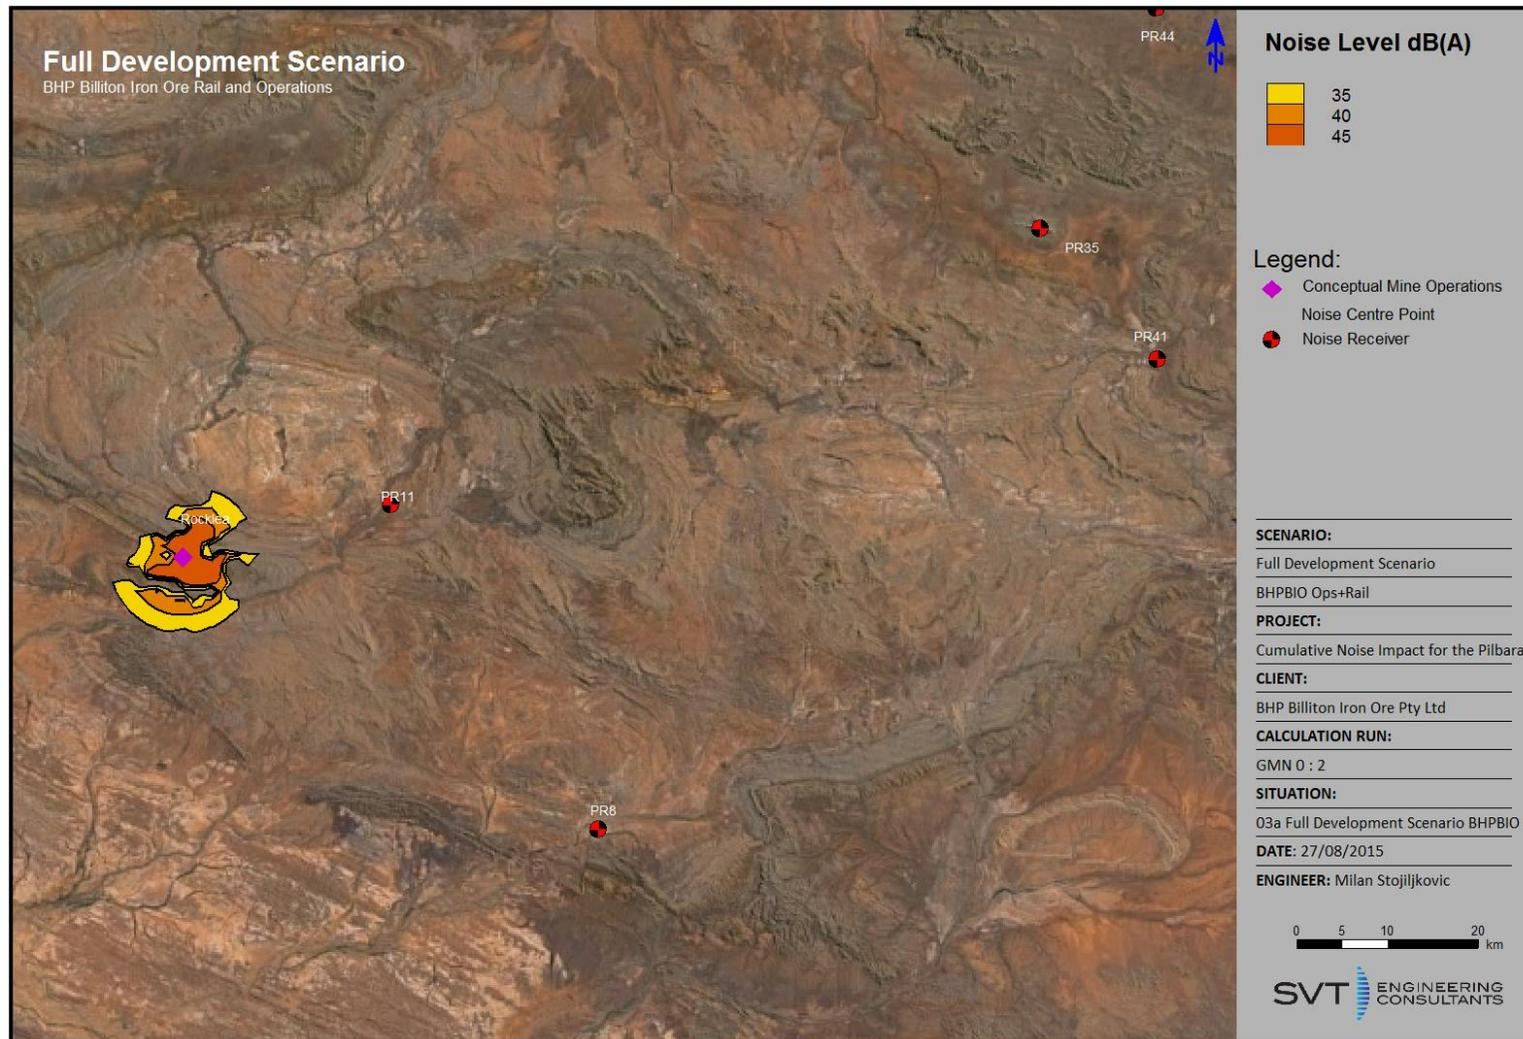 Full Development Scenario
BHP Billiton Iron Ore Rail and Operations
PR44
PR35
PR41
PR11
Rocklea
PR8
N
Noise Level dB(A)
35
40
45
Legend:
Conceptual Mine Operations
Noise Centre Point
Noise Receiver
SCENARIO:
Full Development Scenario
BHPBIO Ops+Rail
PROJECT:
Cumulative Noise Impact for the Pilbara
CLIENT:
BHP Billiton Iron Ore Pty Ltd
CALCULATION RUN:
GMN 0 : 2
SITUATION:
03a Full Development Scenario BHPBIO
DATE: 27/08/2015
ENGINEER: Milan Stojiljkovic
0 5 10 20
km
SVT ENGINEERING
CONSULTANTS